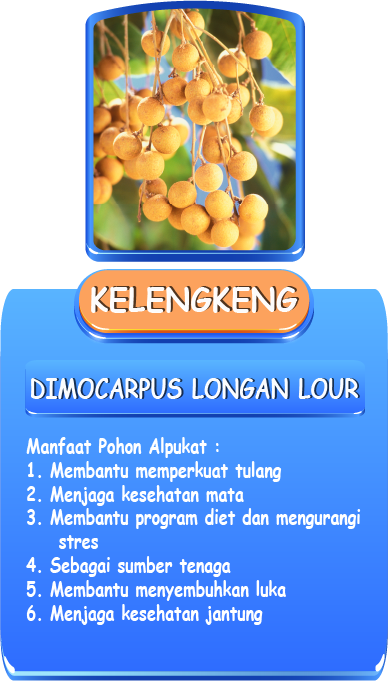 KELENGKENG
DIMOCARPUS LONGAN LOUR
Manfaat Pohon Alpukat :
1. Membantu memperkuat tulang
2. Menjaga kesehatan mata
3. Membantu program diet dan mengurangi
stres
4. Sebagai sumber tenaga
5. Membantu menyembuhkan luka
6. Menjaga kesehatan jantung